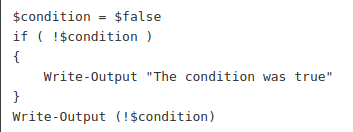 $condition = $false
if ( !$condition )
{
    Write-Output "The condition was true"
}
Write-Output (!$condition)